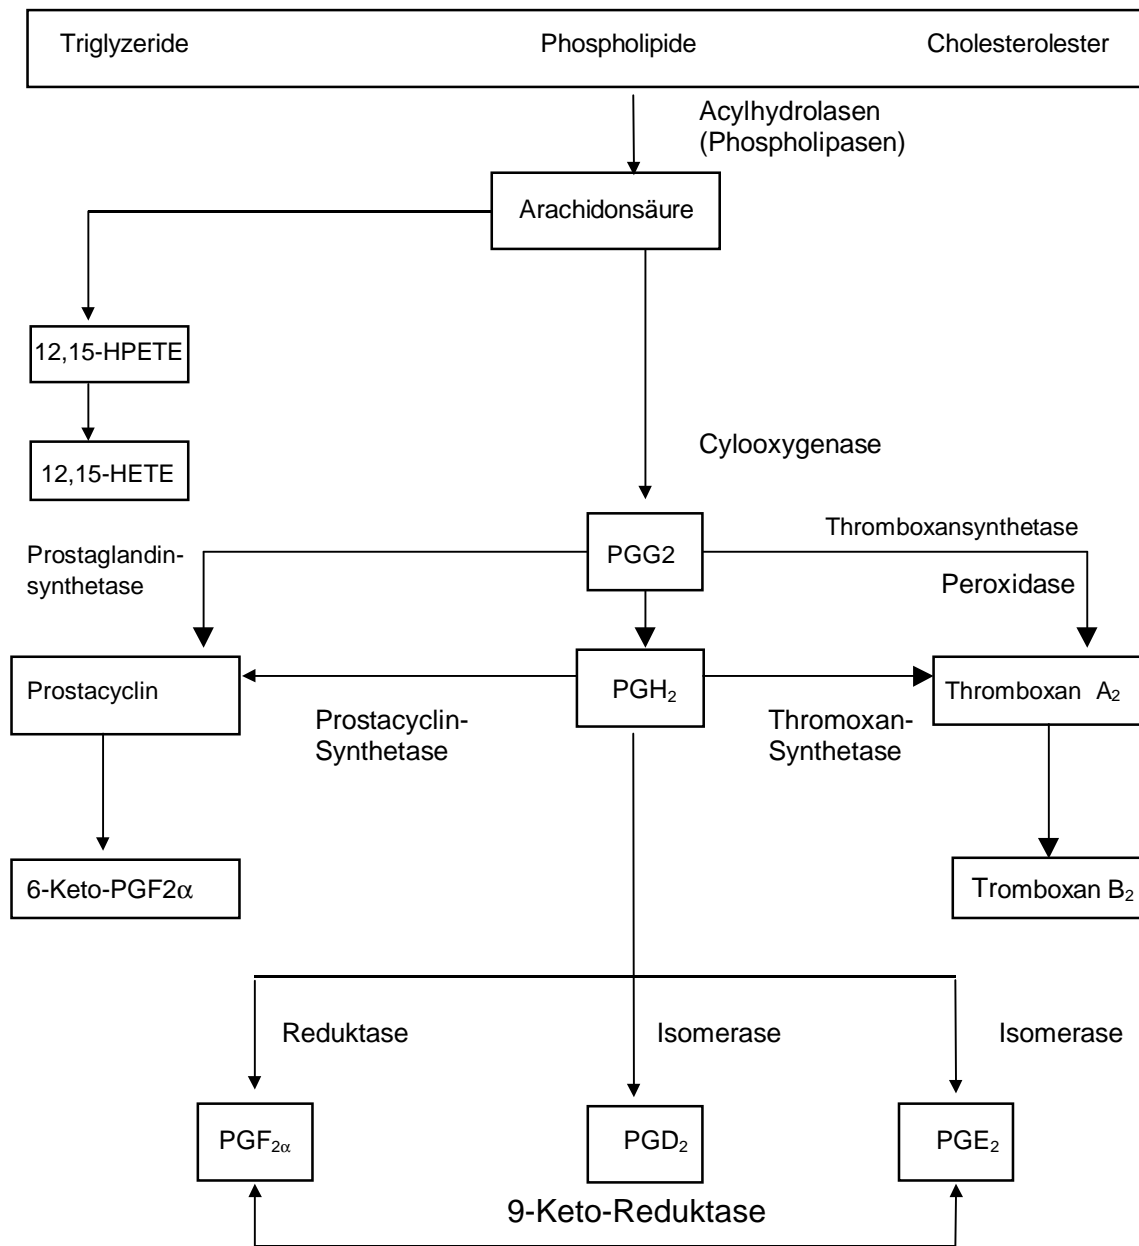 Triglyzeride Phospholipide Cholesterolester
Acylhydrolasen
(Phospholipasen)
Arachidonsäure
12,15-HPETE
12,15-HETE
Cylooxygenase
Thromboxansynthetase
Prostaglandin-
synthetase
PGG2
Peroxidase
Prostacyclin
PGH₂
Thromboxan A₂
Prostacyclin-
Synthetase
Thromoxan-
Synthetase
6-Keto-PGF2α
Tromboxan B₂
Reduktase Isomerase Isomerase
PGF₂α PGD₂ PGE₂
9-Keto-Reduktase